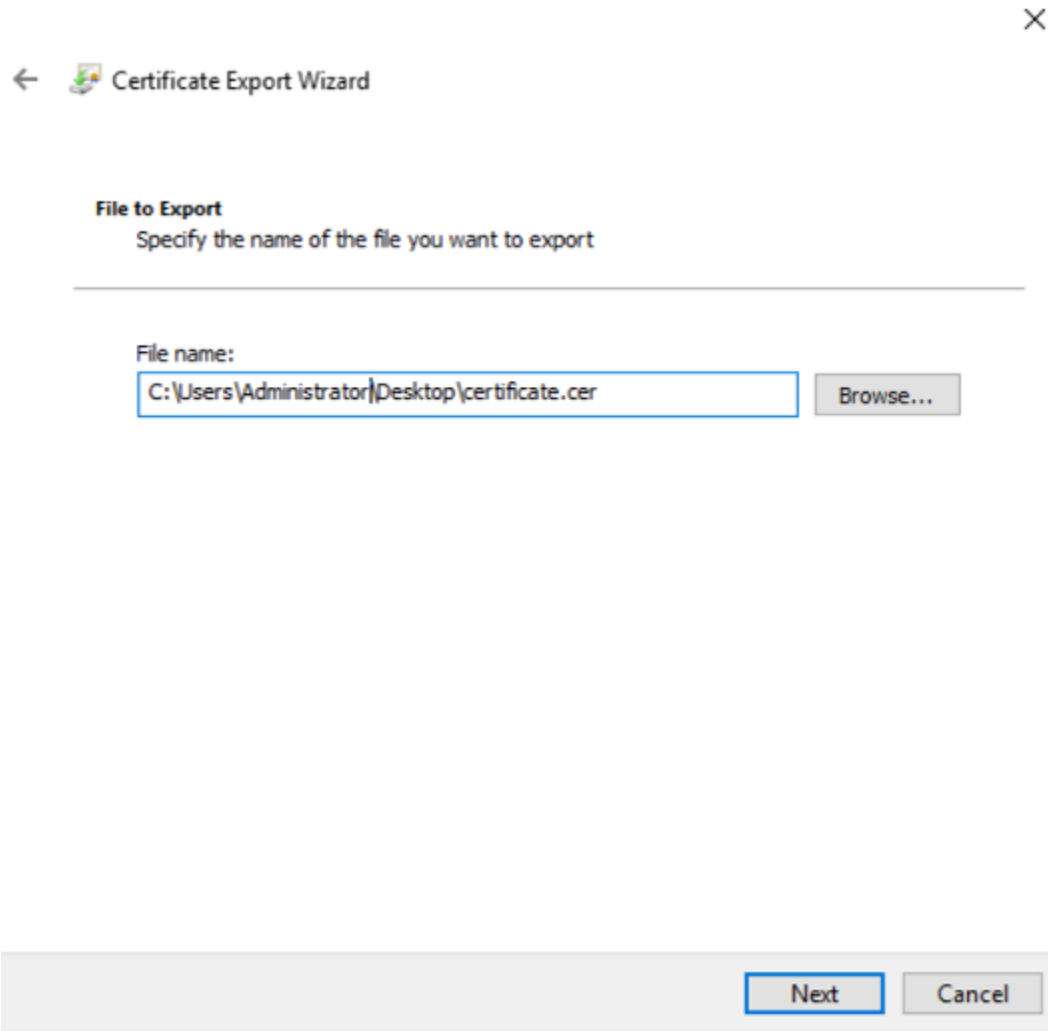 Certificate Export Wizard
File to Export
Specify the name of the file you want to export
File name:
C:\Users\Administrator\Desktop\certificate.cer
Browse...
Next
Cancel